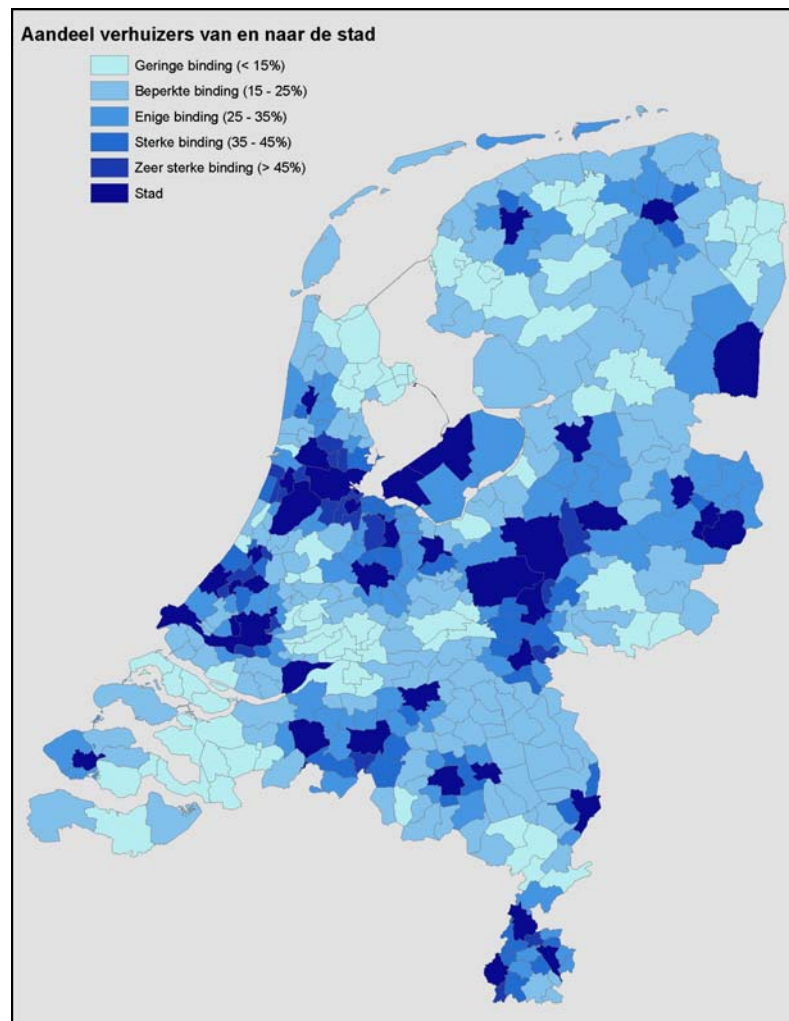 Aandeel verhuizers van en naar de stad
Geringe binding (< 15%)
Beperkte binding (15 - 25%)
Enige binding (25 - 35%)
Sterke binding (35 - 45%)
Zeer sterke binding (> 45%)
Stad